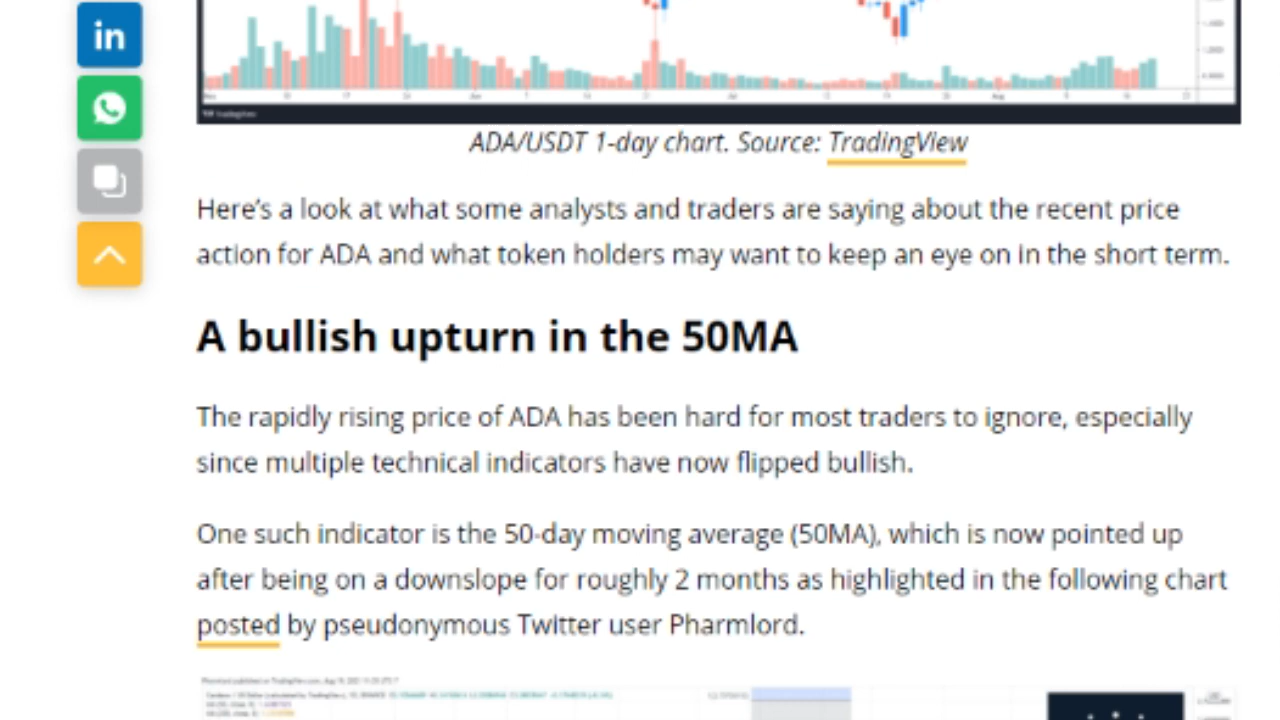 in
TradingView
ADA/USDT 1-day chart. Source: TradingView
Here's a look at what some analysts and traders are saying about the recent price
action for ADA and what token holders may want to keep an eye on in the short term.
A bullish upturn in the 50MA
The rapidly rising price of ADA has been hard for most traders to ignore, especially
since multiple technical indicators have now flipped bullish.
One such indicator is the 50-day moving average (50MA), which is now pointed up
after being on a downslope for roughly 2 months as highlighted in the following chart
posted by pseudonymous Twitter user Pharmlord.